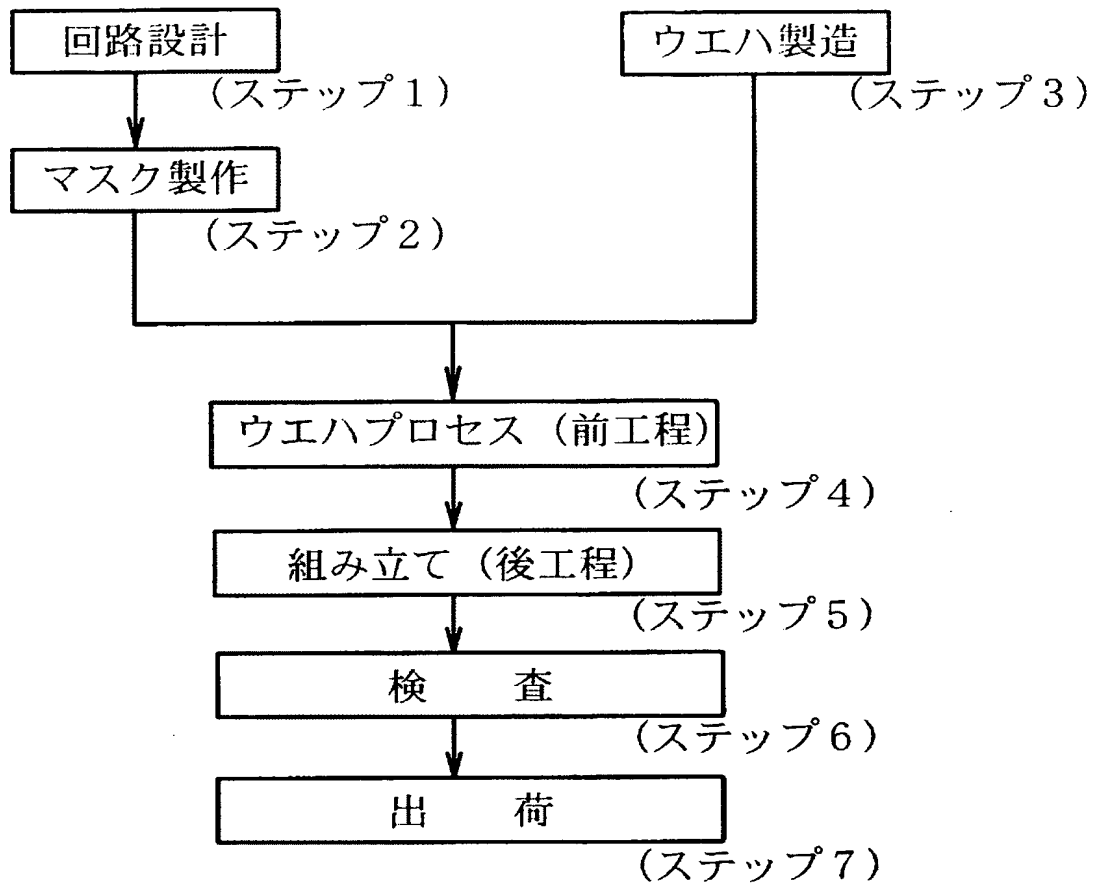 回路設計
(ステップ1)
マスク製作
(ステップ2)
ウエハ製造
(ステップ3)
ウエハプロセス (前工程)
(ステップ4)
組み立て (後工程)
(ステップ5)
検 査
(ステップ6)
出 荷
(ステップ7)